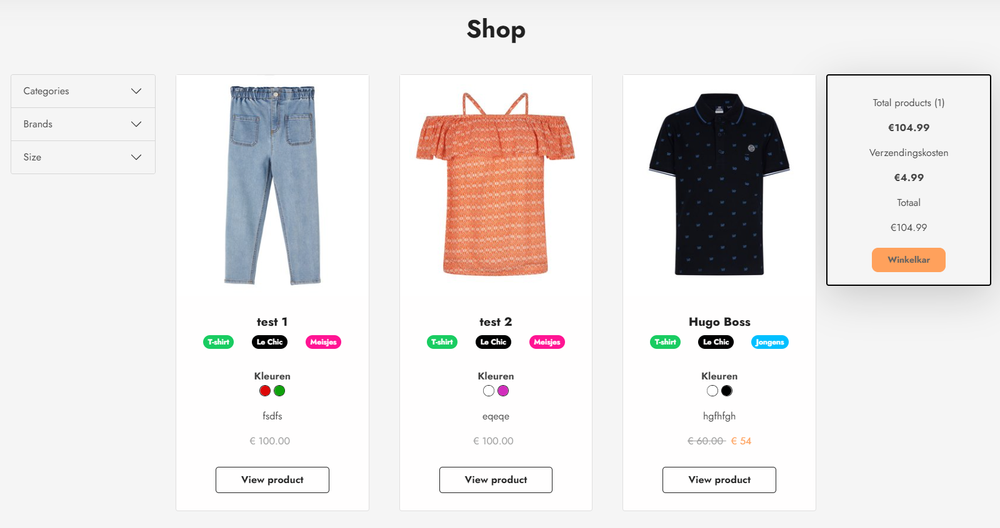 Shop
Categories
Brands
Size
test 1
T-shirt Le Chic Meisjes
Kleuren
fsdfs
€ 100.00
View product
test 2
T-shirt Le Chic Meisjes
Kleuren
eqeqe
€ 100.00
View product
Hugo Boss
T-shirt Le Chic Jongens
Kleuren
hgfhfgh
€ 60.00 € 54
View product
Total products (1)
€104.99
Verzendingskosten
€4.99
Totaal
€104.99
Winkelkar